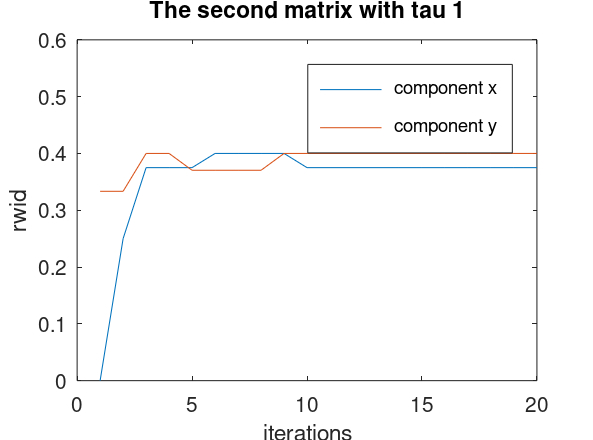 The second matrix with tau 1
0.6
0.5
0.4
0.3
0.2
0.1
0
rwid
component x
component y
0 5 10 15 20
iterations